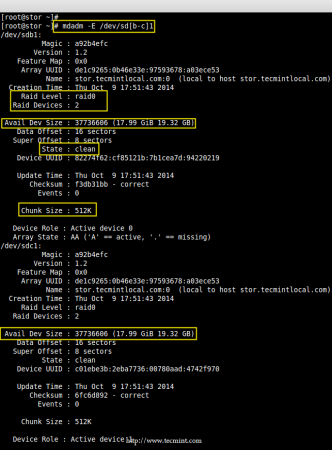 [root@stor ~]#
[root@stor ~]# mdadm -E /dev/sd[b-c]1
/dev/sdb1:
Magic : a92b4efc
Version : 1.2
Feature Map : 0x0
Array UUID : de1c9265:0b46e33e:97593678:a03ece53
Name : stor.tecmintlocal.com:0 (local to host stor.tecmintlocal.com)
Creation Time : Thu Oct 9 17:51:43 2014
Raid Level : raid0
Raid Devices : 2
Avail Dev Size : 37736606 (17.99 GiB 19.32 GB)
Data Offset : 16 sectors
Super Offset : 8 sectors
State : clean
Device UUID : 82274f62:cf85121b:7b1cea7d:94220219
Update Time : Thu Oct 9 17:51:43 2014
Checksum : f3db31bb - correct
Events : 0
Chunk Size : 512K
Device Role : Active device 0
Array State : AA ('A' == active, '.' == missing)
/dev/sdc1:
Magic : a92b4efc
Version : 1.2
Feature Map : 0x0
Array UUID : de1c9265:0b46e33e:97593678:a03ece53
Name : stor.tecmintlocal.com:0 (local to host stor.tecmintlocal.com)
Creation Time : Thu Oct 9 17:51:43 2014
Raid Level : raid0
Raid Devices : 2
Avail Dev Size : 37736606 (17.99 GiB 19.32 GB)
Data Offset : 16 sectors
Super Offset : 8 sectors
State : clean
Device UUID : c01ebe3b:2eba7736:00780aad:4742f970
Update Time : Thu Oct 9 17:51:43 2014
Checksum : 6fc6d892 - correct
Events : 0
Chunk Size : 512K
Device Role : Active device 1
http://www.tecmint.com